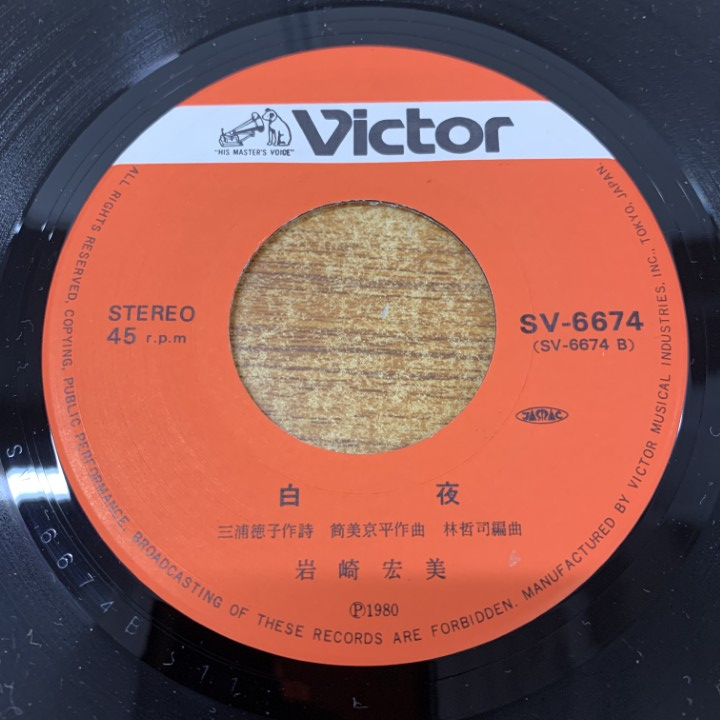 Victor
"HIS MASTER'S VOICE"
STEREO
45 r.p.m
SV-6674
(SV-6674 B)
JASRAC
白夜
三浦徳子作詩 筒美京平作曲 林哲司編曲
岩崎宏美
Ⓟ1980
ALL RIGHTS RESERVED. COPYING, PUBLIC PERFORMANCE, BROADCASTING OF THESE RECORDS ARE FORBIDDEN. MANUFACTURED BY VICTOR MUSICAL INDUSTRIES, INC., TOKYO, JAPAN.